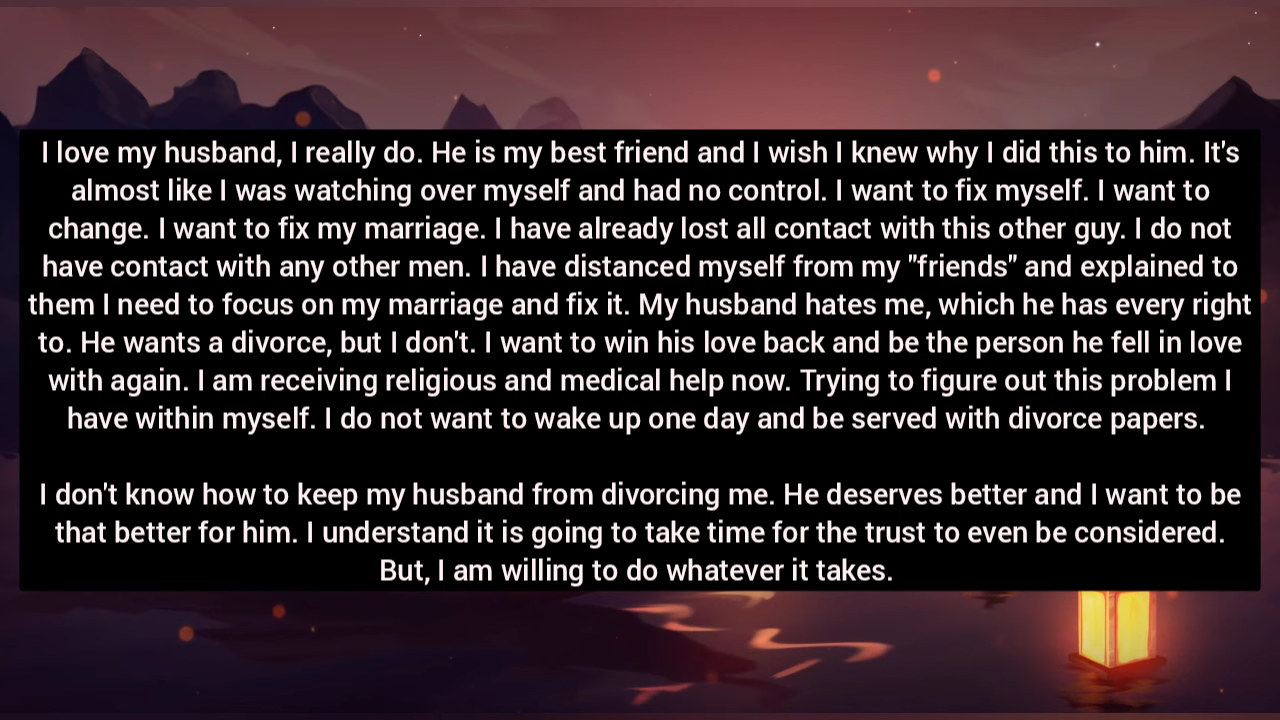 I love my husband, I really do. He is my best friend and I wish I knew why I did this to him. It's
almost like I was watching over myself and had no control. I want to fix myself. I want to
change. I want to fix my marriage. I have already lost all contact with this other guy. I do not
have contact with any other men. I have distanced myself from my "friends" and explained to
them I need to focus on my marriage and fix it. My husband hates me, which he has every right
to. He wants a divorce, but I don't. I want to win his love back and be the person he fell in love
with again. I am receiving religious and medical help now. Trying to figure out this problem I
have within myself. I do not want to wake up one day and be served with divorce papers.
I don't know how to keep my husband from divorcing me. He deserves better and I want to be
that better for him. I understand it is going to take time for the trust to even be considered.
But, I am willing to do whatever it takes.